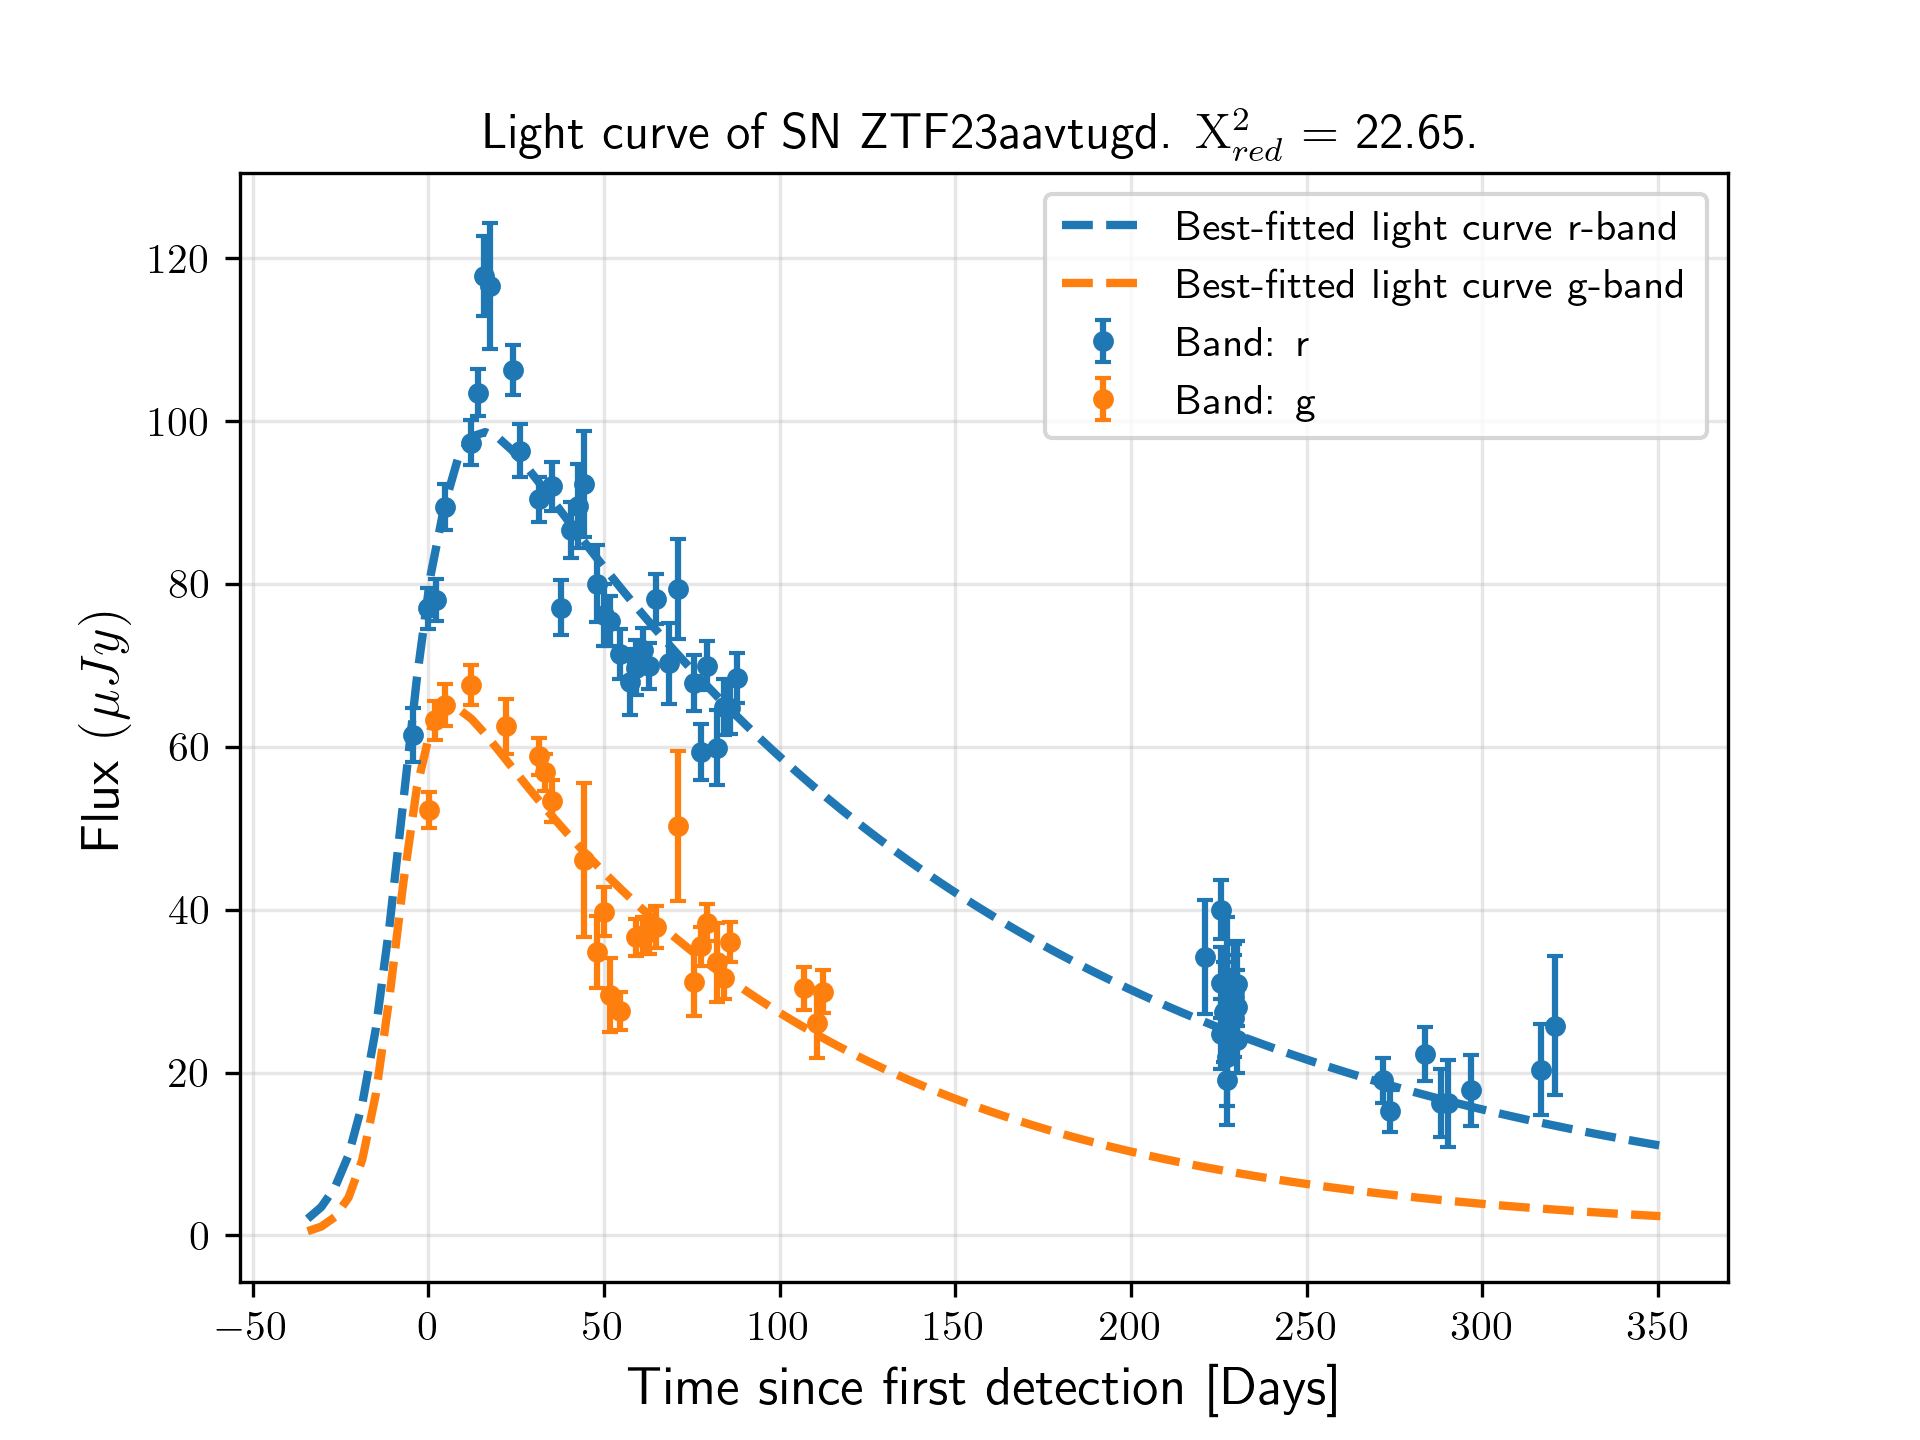 Light curve of SN ZTF23aavtugd. X²_red = 22.65.
Best-fitted light curve r-band
Best-fitted light curve g-band
Band: r
Band: g
120
100
80
60
40
20
0
Flux (μJy)
−50 0 50 100 150 200 250 300 350
Time since first detection [Days]